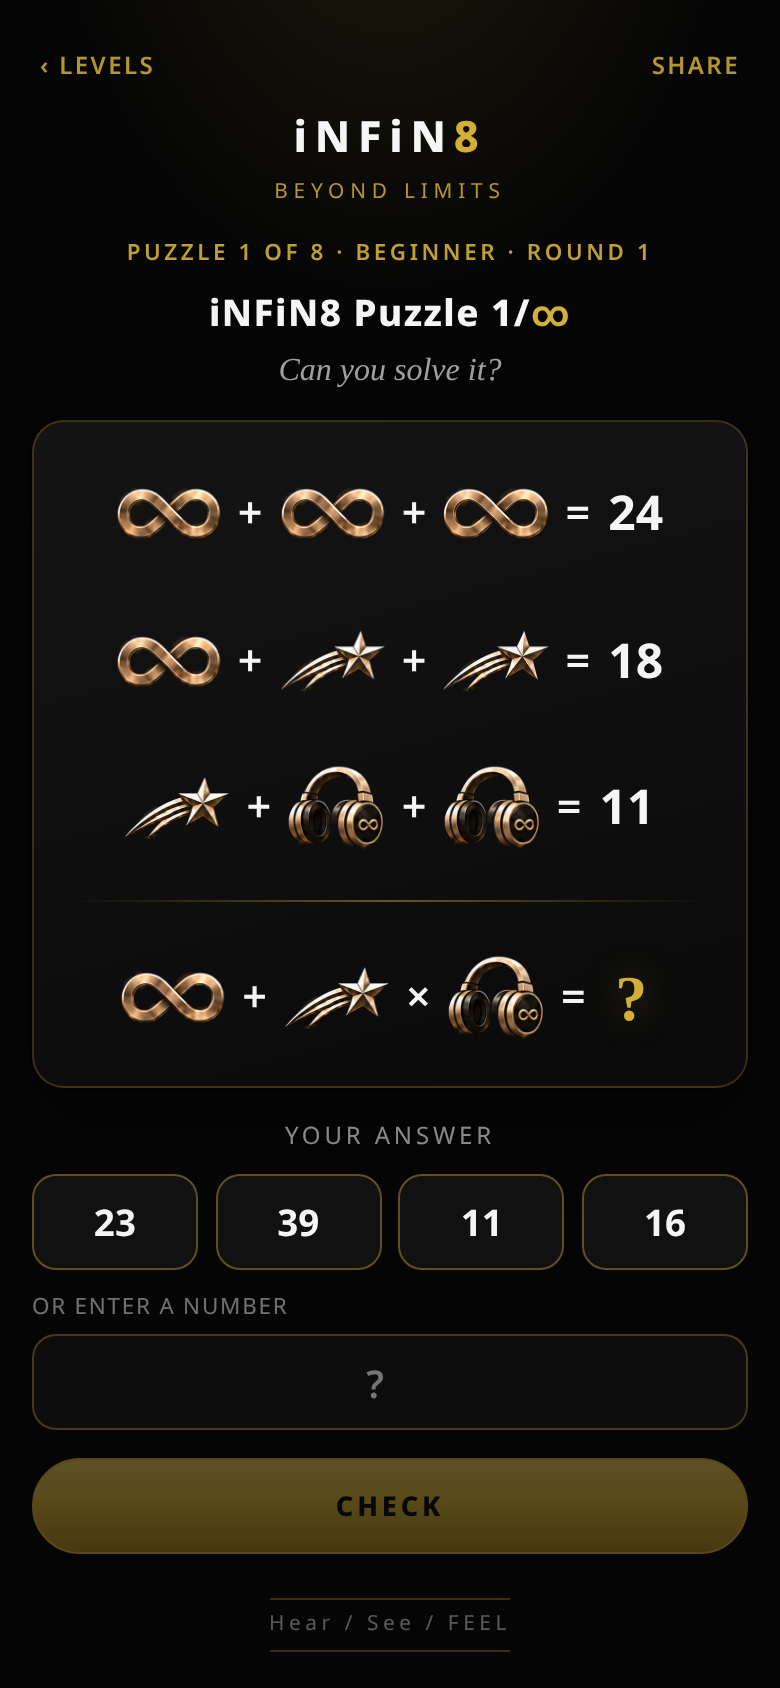 ‹ LEVELS
SHARE
iNFiN8
BEYOND LIMITS
PUZZLE 1 OF 8 · BEGINNER · ROUND 1
iNFiN8 Puzzle 1/∞
Can you solve it?
+ + = 24
+ + = 18
+ + = 11
+ × = ?
YOUR ANSWER
23
39
11
16
OR ENTER A NUMBER
?
CHECK
Hear / See / FEEL